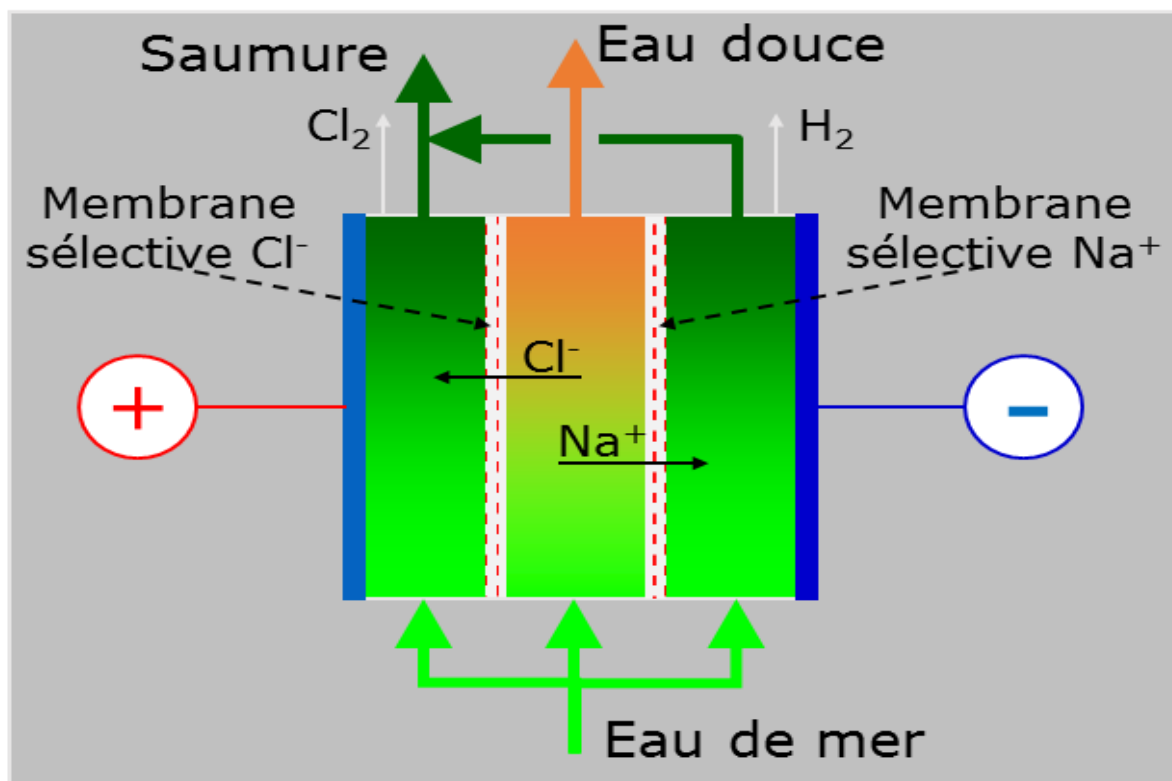 Saumure
Eau douce
Cl₂
H₂
Membrane
sélective Cl⁻
Membrane
sélective Na⁺
Cl⁻
Na⁺
+
-
Eau de mer